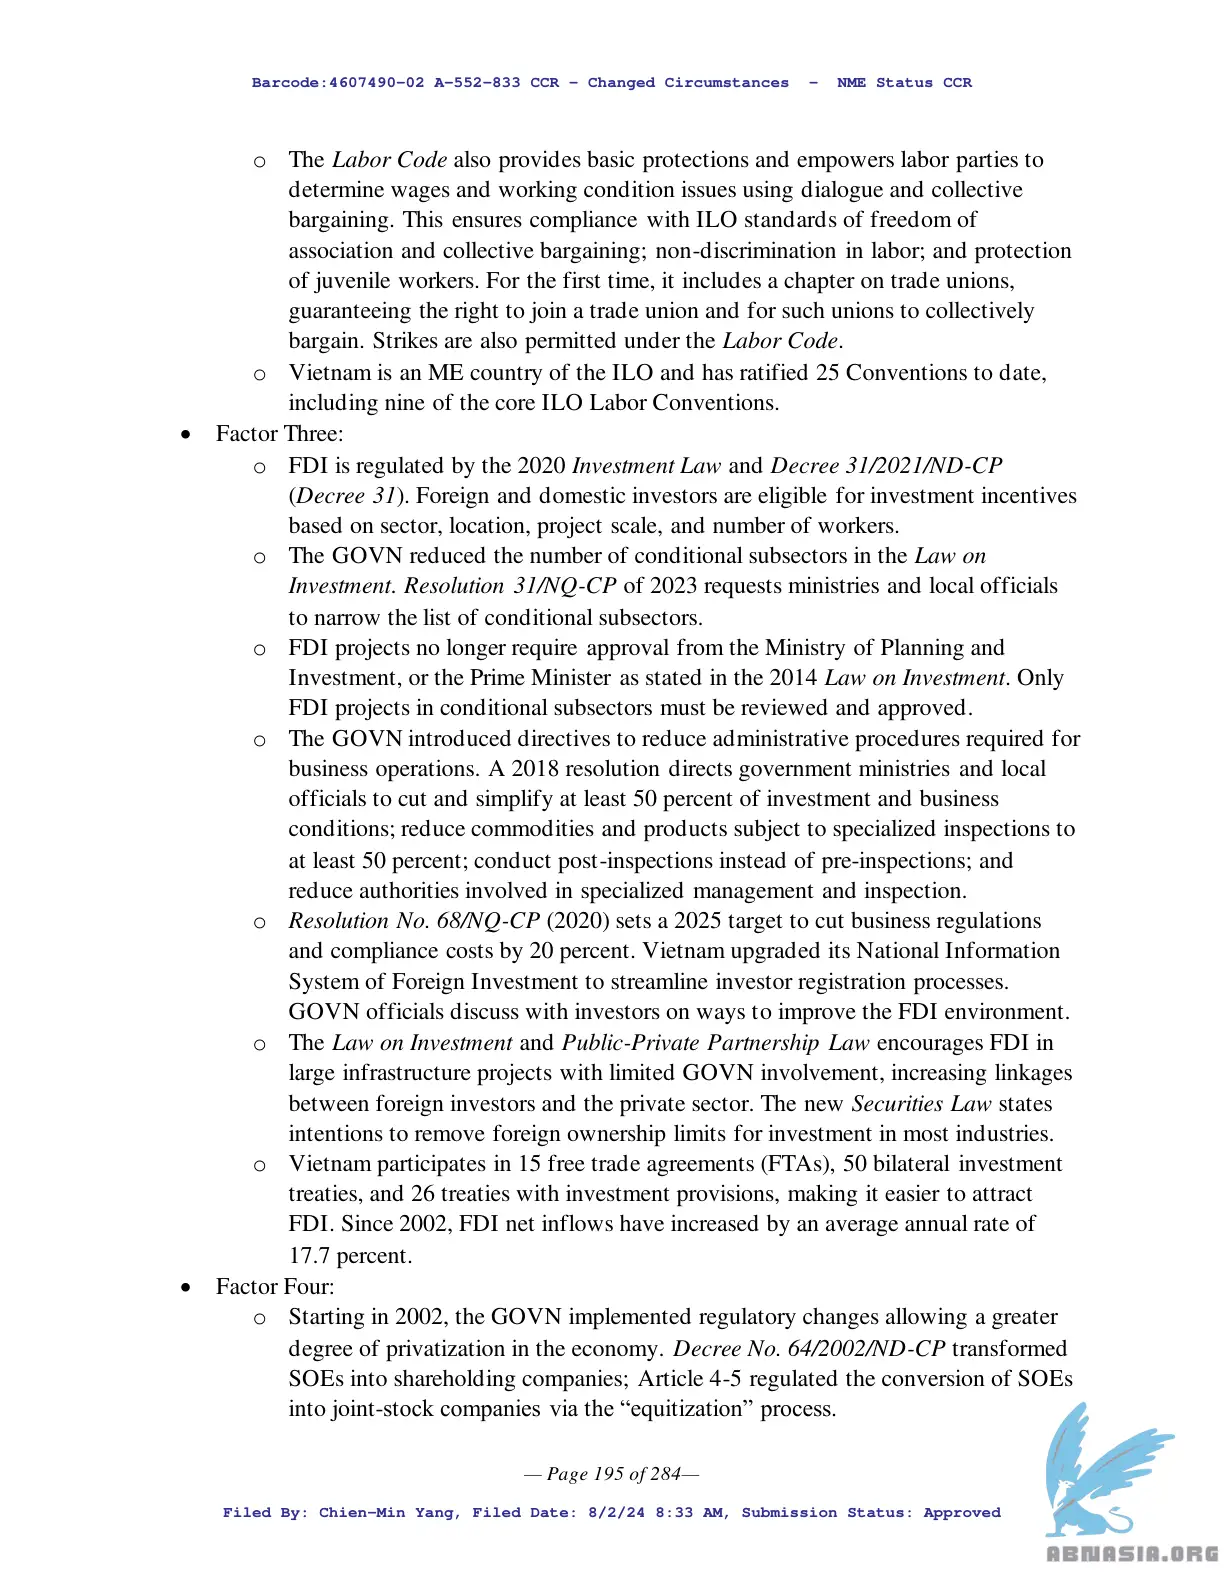 Barcode:4607490-02 A-552-833 CCR - Changed Circumstances - NME Status CCR
o The Labor Code also provides basic protections and empowers labor parties to
determine wages and working condition issues using dialogue and collective
bargaining. This ensures compliance with ILO standards of freedom of
association and collective bargaining; non-discrimination in labor; and protection
of juvenile workers. For the first time, it includes a chapter on trade unions,
guaranteeing the right to join a trade union and for such unions to collectively
bargain. Strikes are also permitted under the Labor Code.
o Vietnam is an ME country of the ILO and has ratified 25 Conventions to date,
including nine of the core ILO Labor Conventions.
• Factor Three:
o FDI is regulated by the 2020 Investment Law and Decree 31/2021/ND-CP
(Decree 31). Foreign and domestic investors are eligible for investment incentives
based on sector, location, project scale, and number of workers.
o The GOVN reduced the number of conditional subsectors in the Law on
Investment. Resolution 31/NQ-CP of 2023 requests ministries and local officials
to narrow the list of conditional subsectors.
o FDI projects no longer require approval from the Ministry of Planning and
Investment, or the Prime Minister as stated in the 2014 Law on Investment. Only
FDI projects in conditional subsectors must be reviewed and approved.
o The GOVN introduced directives to reduce administrative procedures required for
business operations. A 2018 resolution directs government ministries and local
officials to cut and simplify at least 50 percent of investment and business
conditions; reduce commodities and products subject to specialized inspections to
at least 50 percent; conduct post-inspections instead of pre-inspections; and
reduce authorities involved in specialized management and inspection.
o Resolution No. 68/NQ-CP (2020) sets a 2025 target to cut business regulations
and compliance costs by 20 percent. Vietnam upgraded its National Information
System of Foreign Investment to streamline investor registration processes.
GOVN officials discuss with investors on ways to improve the FDI environment.
o The Law on Investment and Public-Private Partnership Law encourages FDI in
large infrastructure projects with limited GOVN involvement, increasing linkages
between foreign investors and the private sector. The new Securities Law states
intentions to remove foreign ownership limits for investment in most industries.
o Vietnam participates in 15 free trade agreements (FTAs), 50 bilateral investment
treaties, and 26 treaties with investment provisions, making it easier to attract
FDI. Since 2002, FDI net inflows have increased by an average annual rate of
17.7 percent.
• Factor Four:
o Starting in 2002, the GOVN implemented regulatory changes allowing a greater
degree of privatization in the economy. Decree No. 64/2002/ND-CP transformed
SOEs into shareholding companies; Article 4-5 regulated the conversion of SOEs
into joint-stock companies via the “equitization” process.
— Page 195 of 284—
Filed By: Chien-Min Yang, Filed Date: 8/2/24 8:33 AM, Submission Status: Approved
ABNASIA.ORG